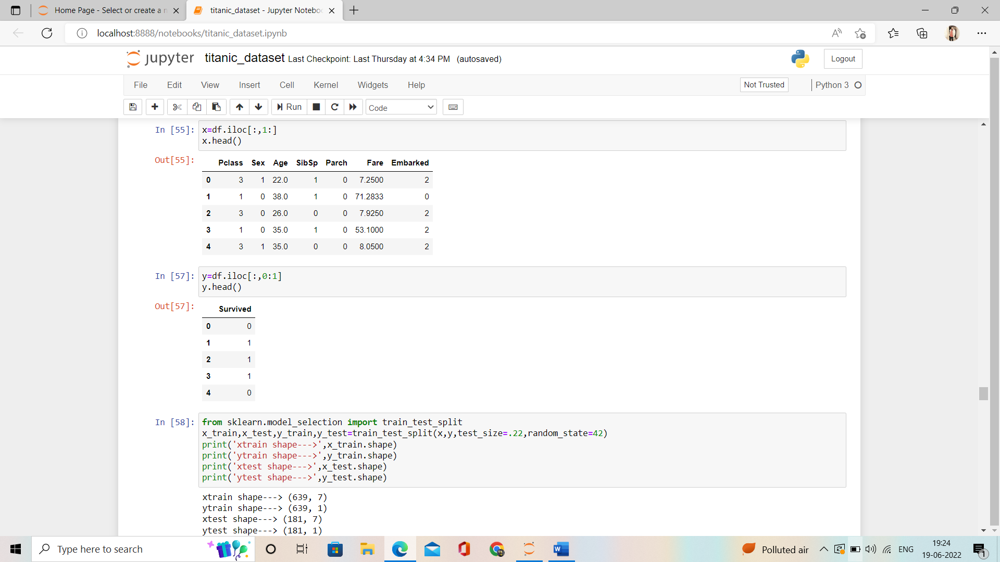 Home Page - Select or create a n
titanic_dataset - Jupyter Notebo
localhost:8888/notebooks/titanic_dataset.ipynb
jupyter titanic_dataset Last Checkpoint: Last Thursday at 4:34 PM (autosaved)
Logout
File Edit View Insert Cell Kernel Widgets Help
Not Trusted Python 3
Run Code
In [55]: x=df.iloc[:,1:]
x.head()
Out[55]:
Pclass Sex Age SibSp Parch Fare Embarked
0 3 1 22.0 1 0 7.2500 2
1 1 0 38.0 1 0 71.2833 0
2 3 0 26.0 0 0 7.9250 2
3 1 0 35.0 1 0 53.1000 2
4 3 1 35.0 0 0 8.0500 2
In [57]: y=df.iloc[:,0:1]
y.head()
Out[57]:
Survived
0 0
1 1
2 1
3 1
4 0
In [58]: from sklearn.model_selection import train_test_split
x_train,x_test,y_train,y_test=train_test_split(x,y,test_size=.22,random_state=42)
print('xtrain shape--->',x_train.shape)
print('ytrain shape--->',y_train.shape)
print('xtest shape--->',x_test.shape)
print('ytest shape--->',y_test.shape)
xtrain shape---> (639, 7)
ytrain shape---> (639, 1)
xtest shape---> (181, 7)
ytest shape---> (181, 1)
Type here to search
Polluted air
ENG
19:24
19-06-2022
1